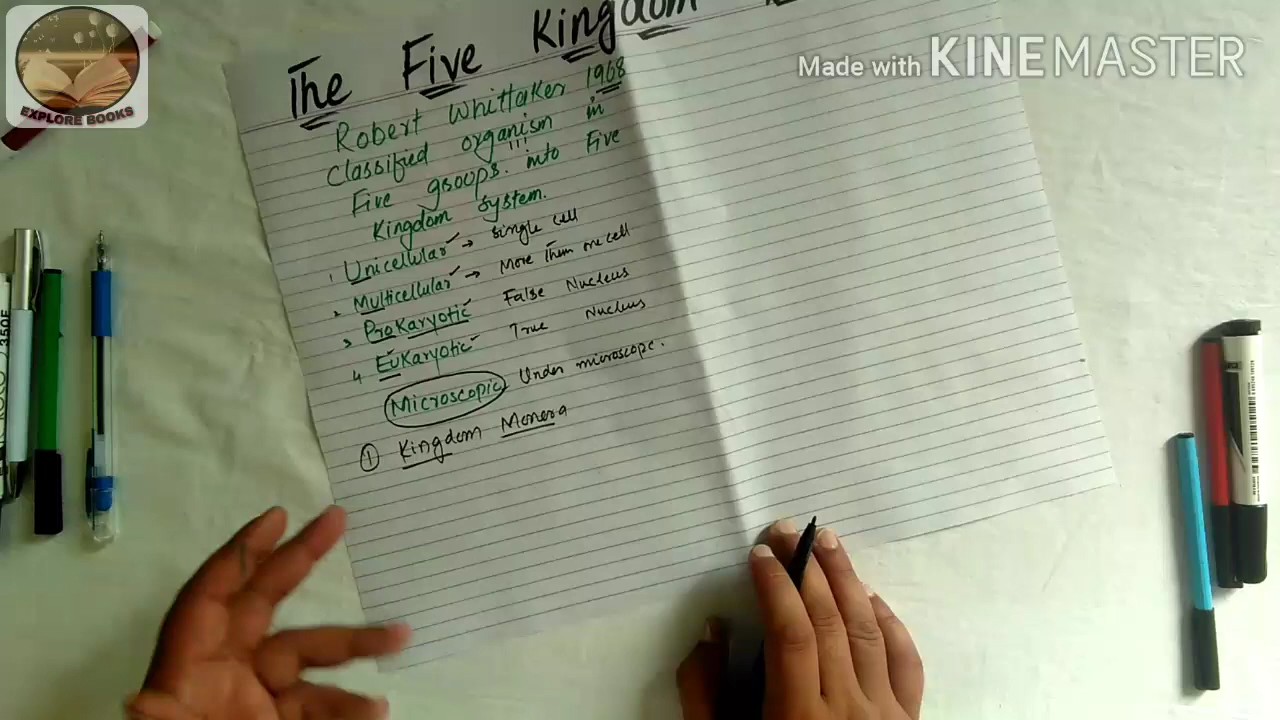 EXPLORE BOOKS
Made with KINEMASTER
The Five Kingdom
Robert Whittaker 1968
classified organism in
Five groups. into Five
Kingdom system.
1 Unicellular → single cell
2 Multicellular → More Them one cell
3 ProKaryotic False Nucleus
4 EuKaryotic True Nucleus
Microscopic Under microscope.
① Kingdom Monera